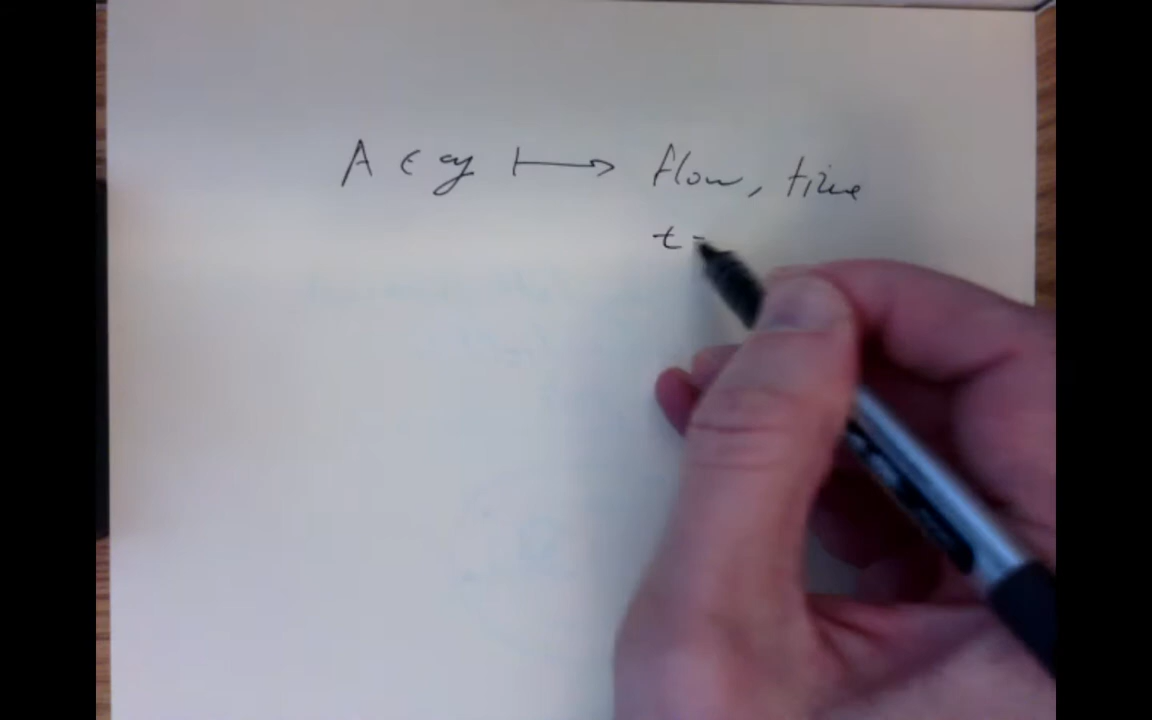 A ∈ 𝔤 ⟼ flow, time
t =